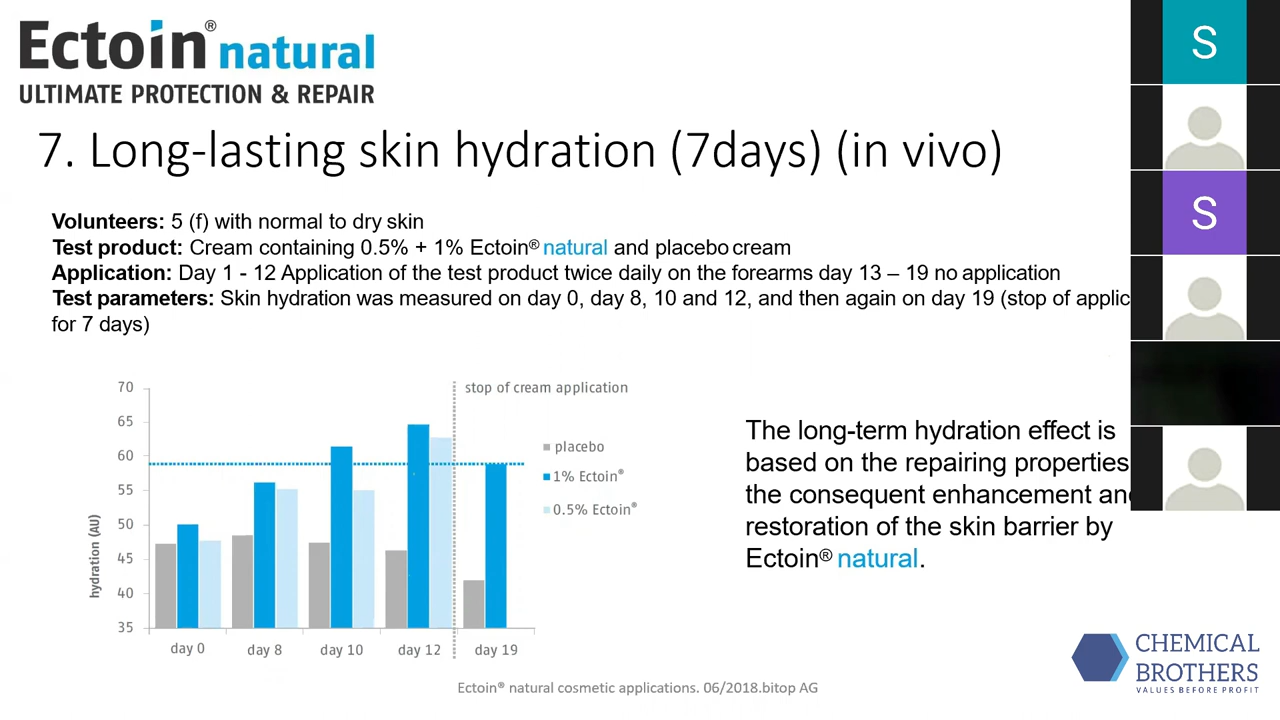 Ectoin® natural
ULTIMATE PROTECTION & REPAIR
7. Long-lasting skin hydration (7days) (in vivo)
Volunteers: 5 (f) with normal to dry skin
Test product: Cream containing 0.5% + 1% Ectoin® natural and placebo cream
Application: Day 1 - 12 Application of the test product twice daily on the forearms day 13 – 19 no application
Test parameters: Skin hydration was measured on day 0, day 8, 10 and 12, and then again on day 19 (stop of applic
for 7 days)
70
65
60
55
50
45
40
35
hydration (AU)
day 0
day 8
day 10
day 12
day 19
stop of cream application
placebo
1% Ectoin®
0.5% Ectoin®
The long-term hydration effect is
based on the repairing properties
the consequent enhancement an
restoration of the skin barrier by
Ectoin® natural.
Ectoin® natural cosmetic applications. 06/2018.bitop AG
CHEMICAL
BROTHERS
VALUES BEFORE PROFIT
S
S